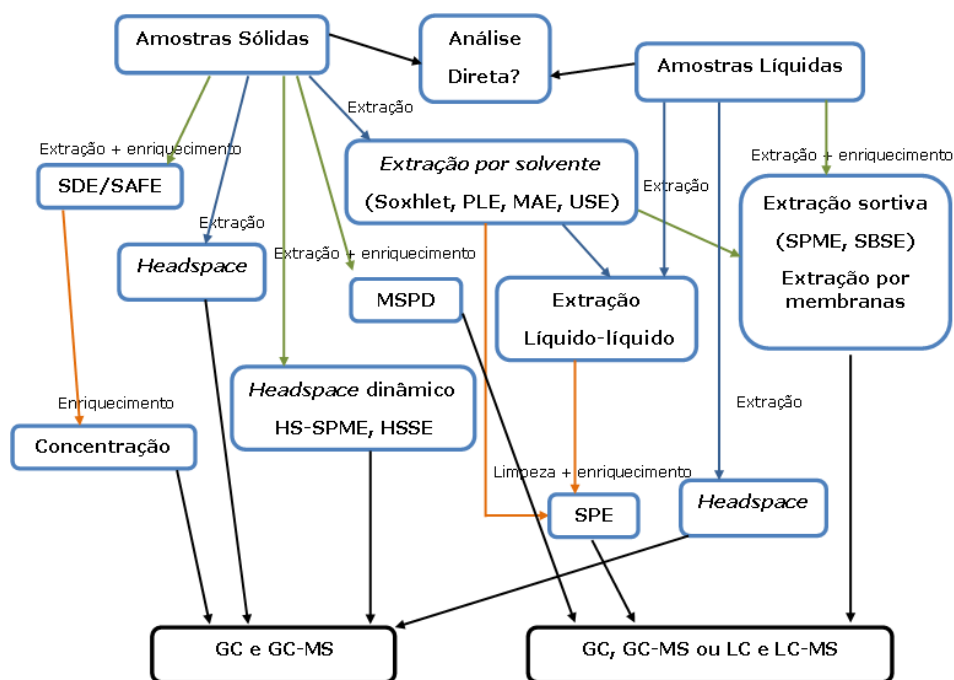 Amostras Sólidas
Análise
Direta?
Amostras Líquidas
Extração
Extração + enriquecimento
Extração + enriquecimento
SDE/SAFE
Extração por solvente
(Soxhlet, PLE, MAE, USE)
Extração
Extração sortiva
(SPME, SBSE)
Extração por
membranas
Extração
Headspace
Extração + enriquecimento
MSPD
Extração
Líquido-líquido
Headspace dinâmico
HS-SPME, HSSE
Enriquecimento
Extração
Concentração
Limpeza + enriquecimento
SPE
Headspace
GC e GC-MS
GC, GC-MS ou LC e LC-MS